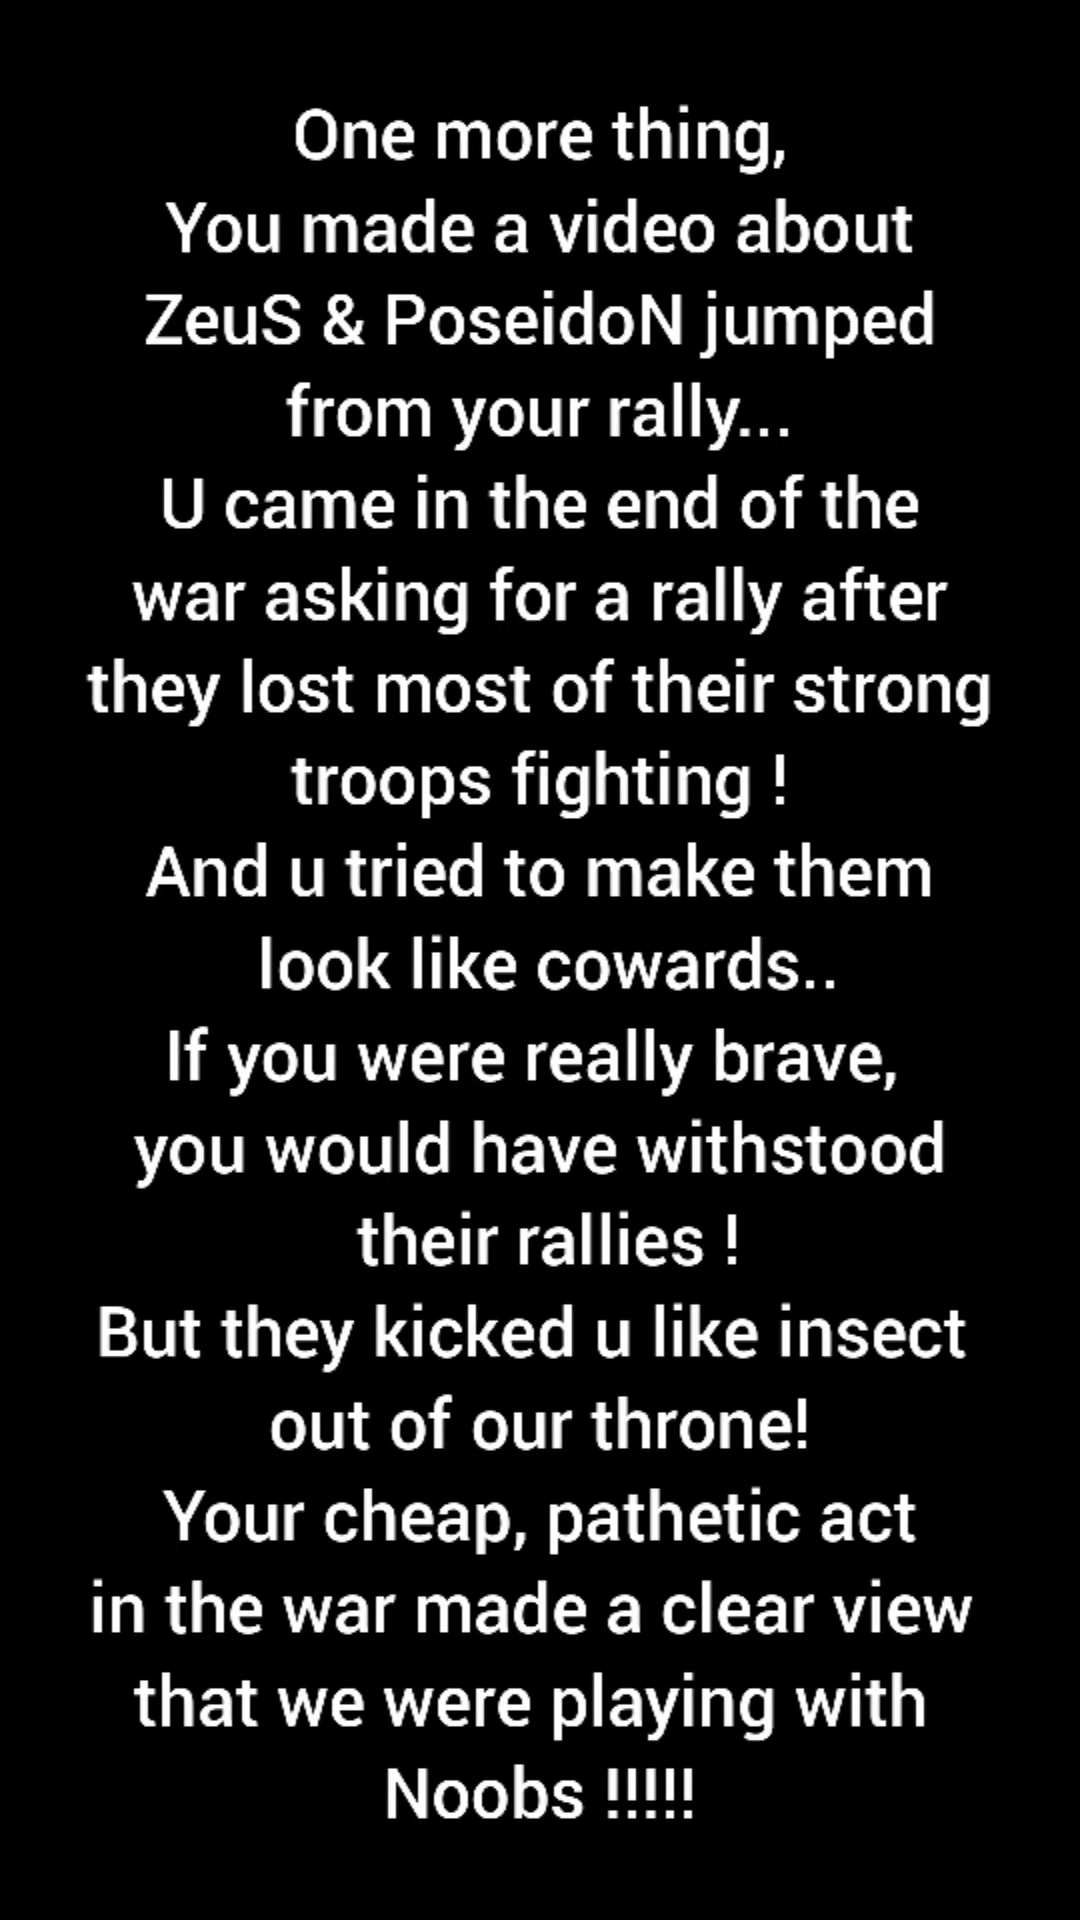 One more thing,
You made a video about
ZeuS & PoseidoN jumped
from your rally...
U came in the end of the
war asking for a rally after
they lost most of their strong
troops fighting !
And u tried to make them
look like cowards..
If you were really brave,
you would have withstood
their rallies !
But they kicked u like insect
out of our throne!
Your cheap, pathetic act
in the war made a clear view
that we were playing with
Noobs !!!!!